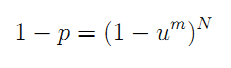 1 − p = (1 − u^m)^N